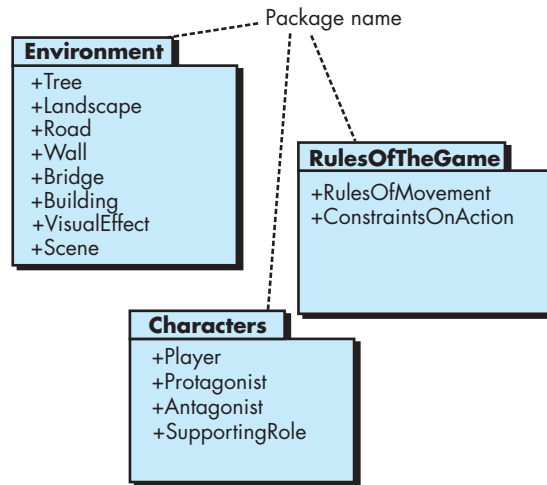 Package name
Environment
+Tree
+Landscape
+Road
+Wall
+Bridge
+Building
+VisualEffect
+Scene
RulesOfTheGame
+RulesOfMovement
+ConstraintsOnAction
Characters
+Player
+Protagonist
+Antagonist
+SupportingRole